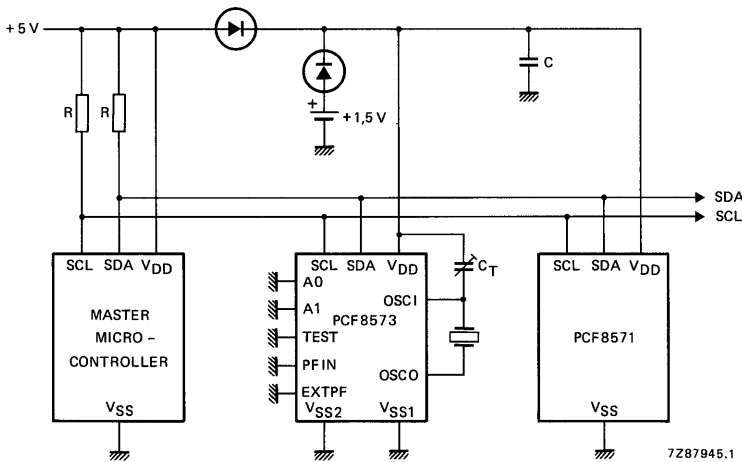 +5 V
C
R
R
+
+1,5 V
SDA
SCL
SCL SDA VDD
MASTER
MICRO -
CONTROLLER
VSS
SCL SDA VDD
A0
A1
TEST
PFIN
EXTPF
OSCI
PCF8573
OSCO
VSS2 VSS1
CT
SCL SDA VDD
PCF8571
VSS
7Z87945.1